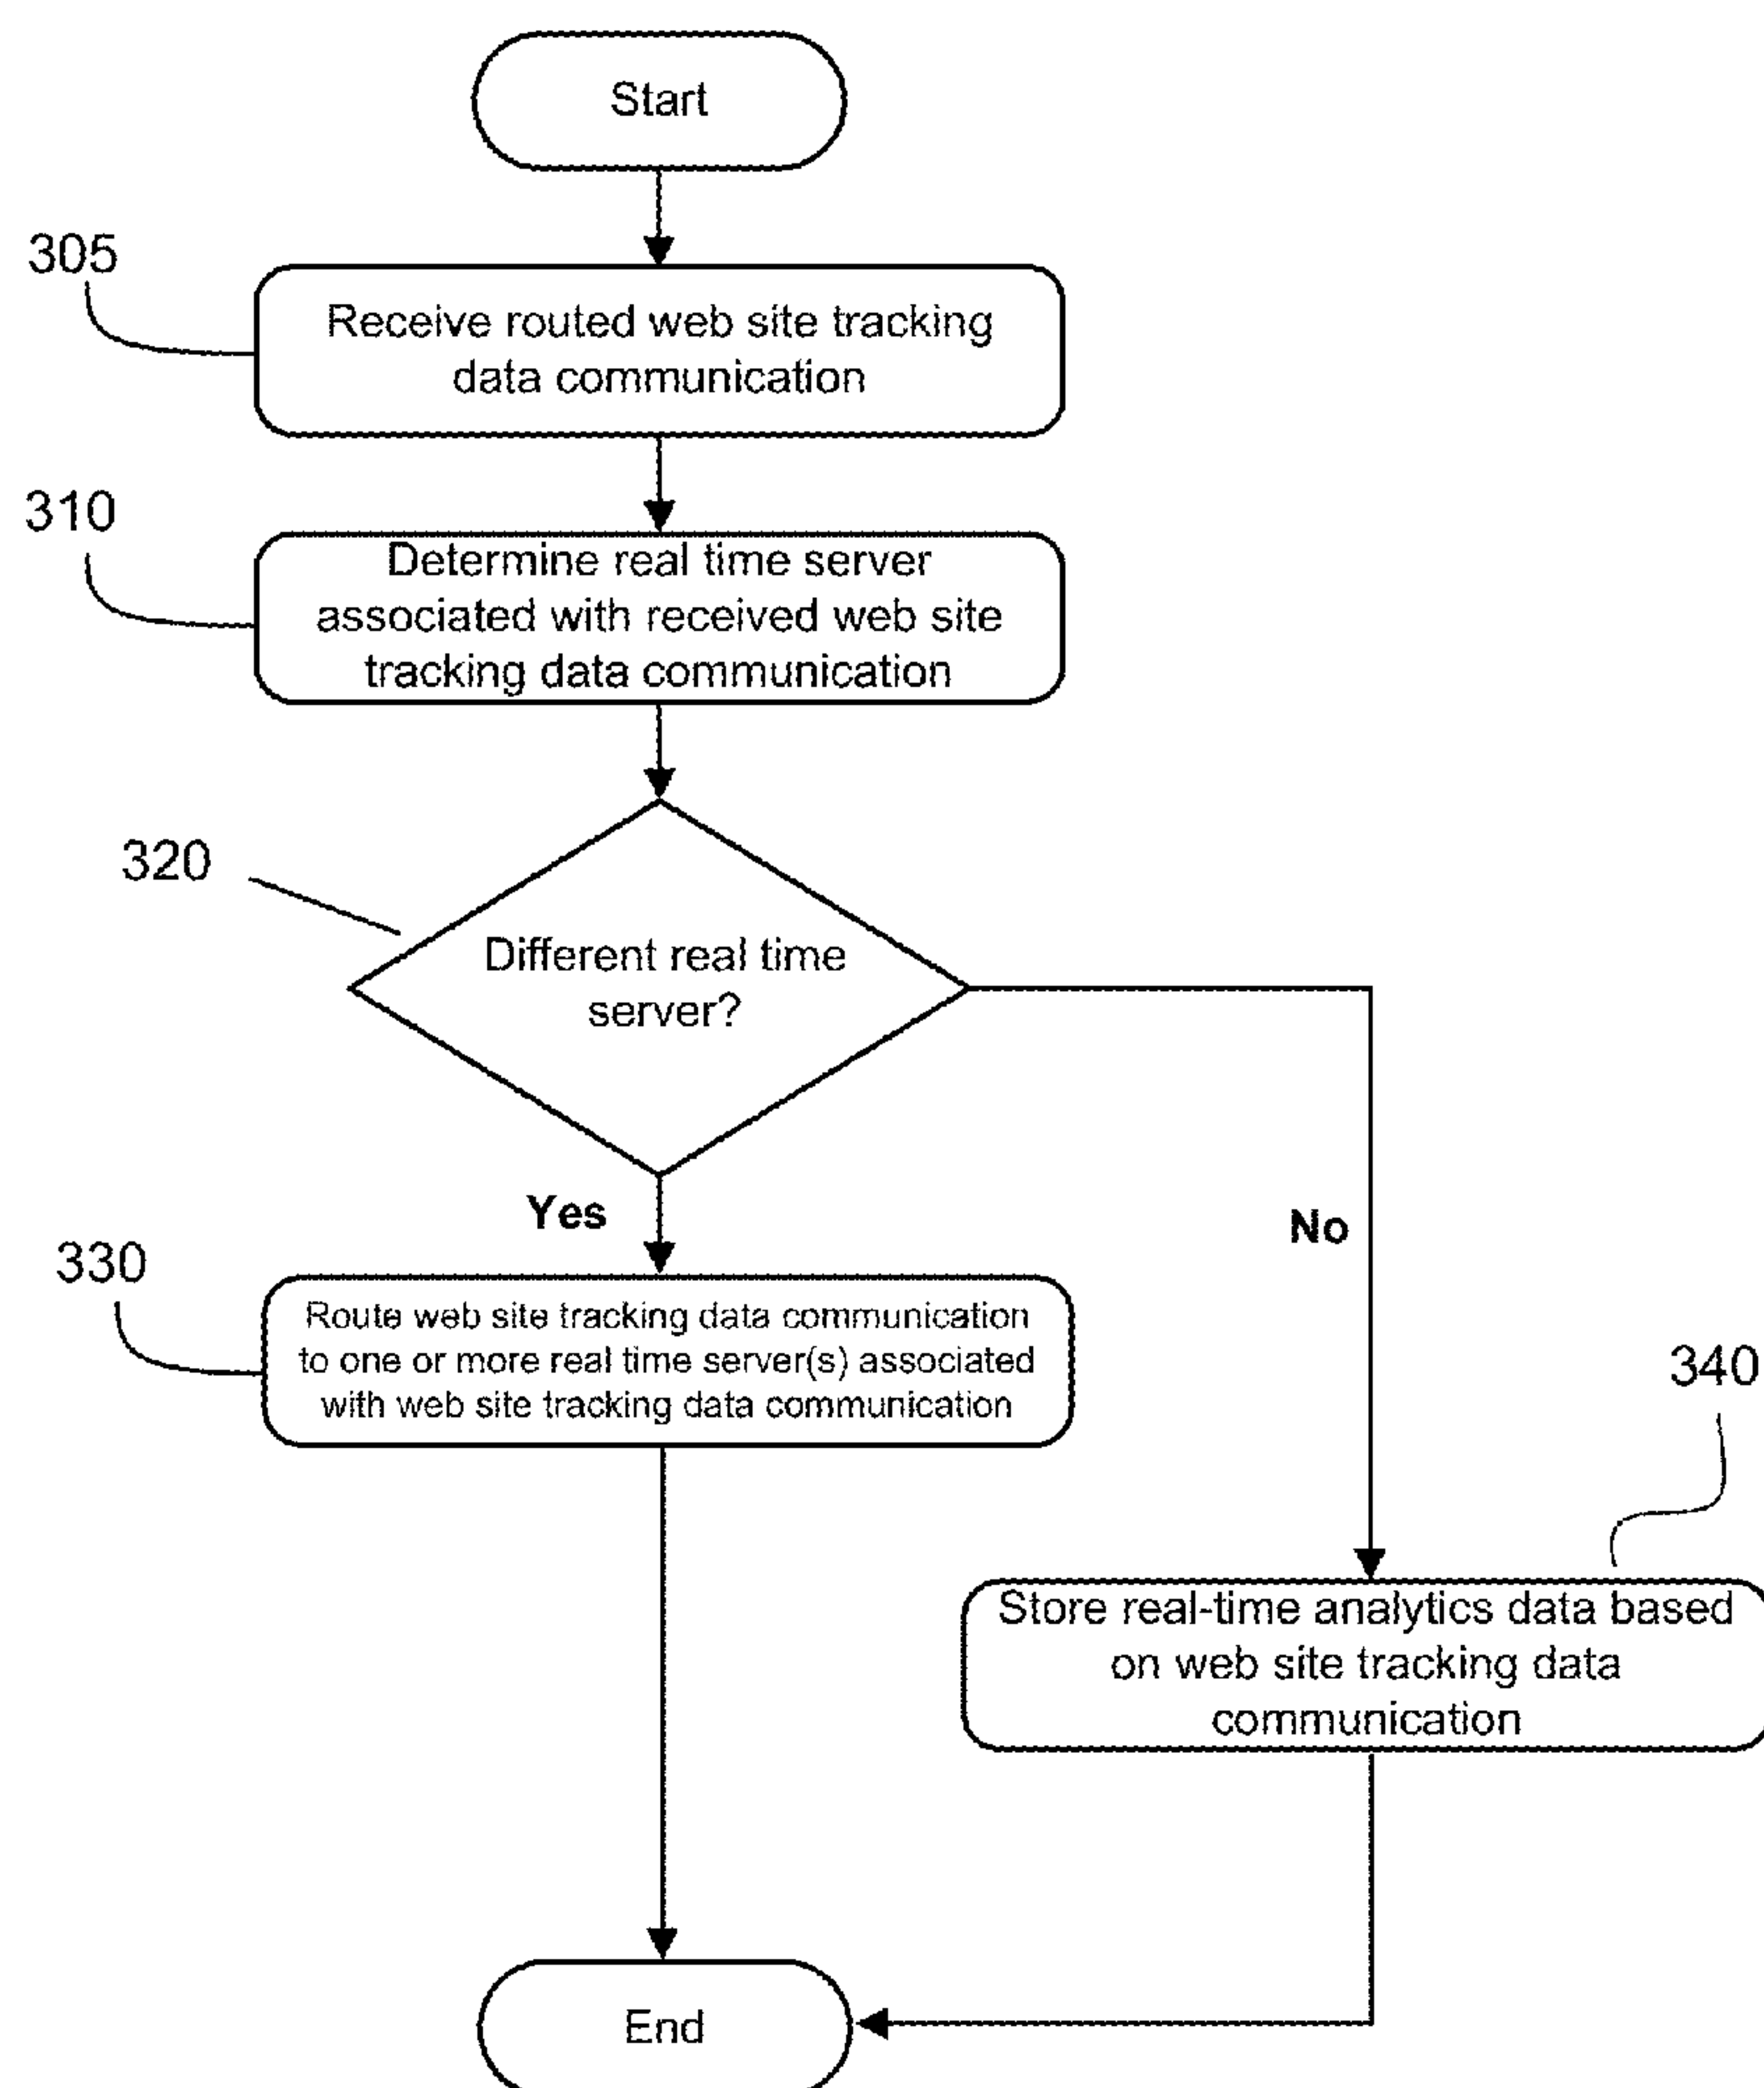 Start
305
Receive routed web site tracking
data communication
310
Determine real time server
associated with received web site
tracking data communication
320
Different real time
server?
Yes
No
330
Route web site tracking data communication
to one or more real time server(s) associated
with web site tracking data communication
340
Store real-time analytics data based
on web site tracking data
communication
End